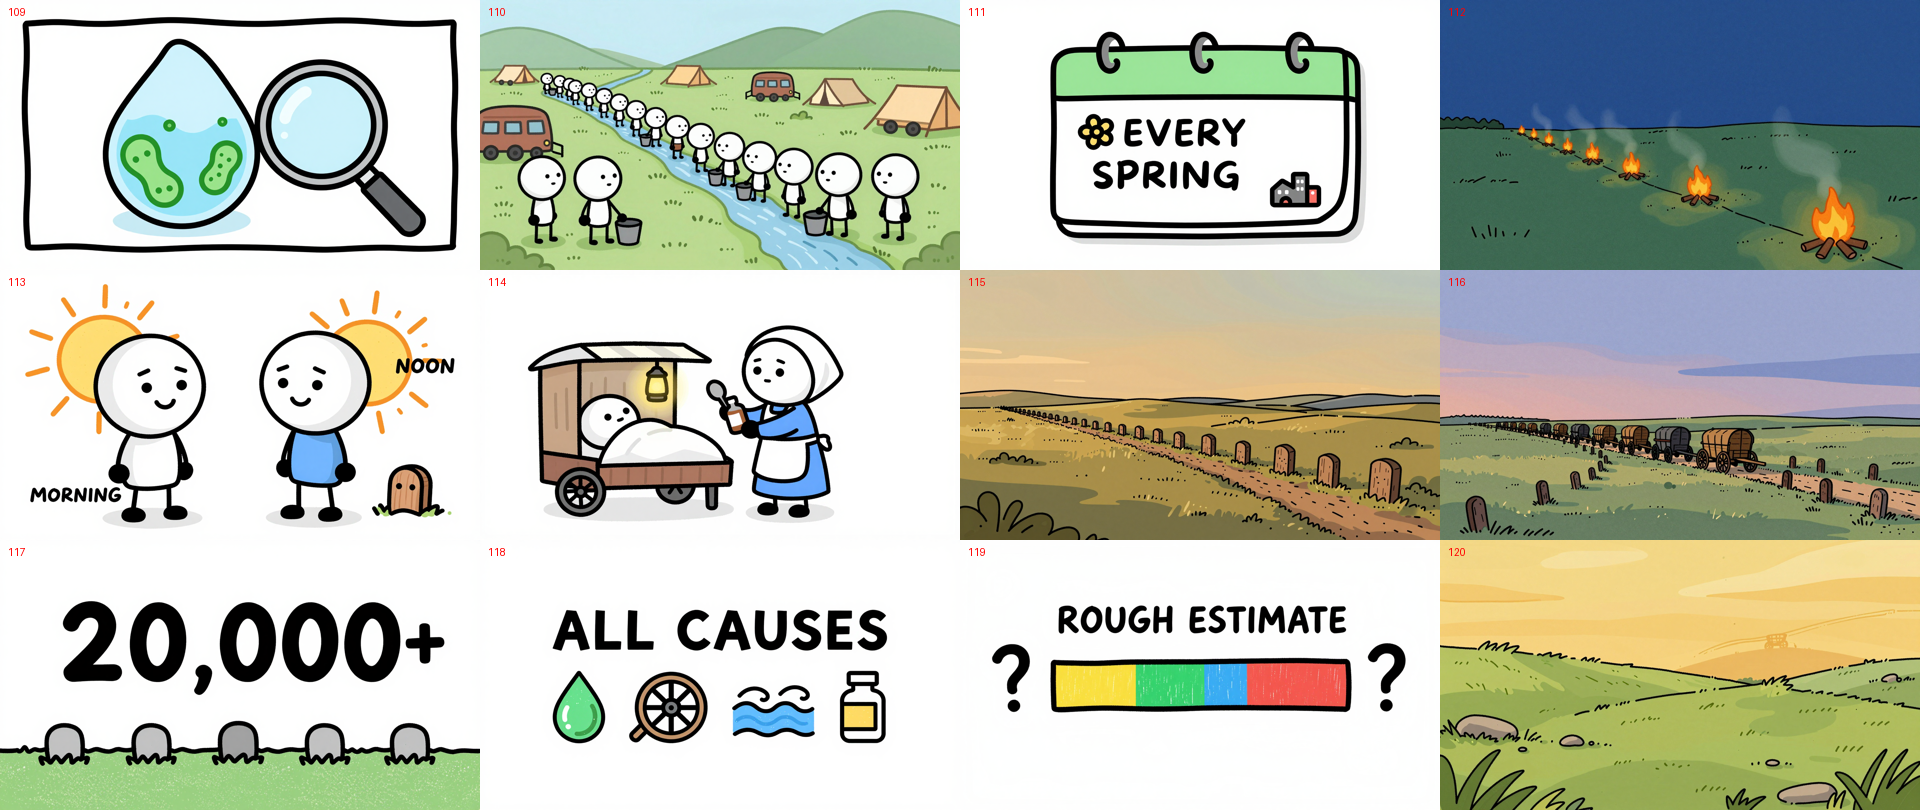 109
110
111
EVERY
SPRING
113
MORNING
NOON
114
115
116
117
20,000+
118
ALL CAUSES
119
ROUGH ESTIMATE
? ?
120